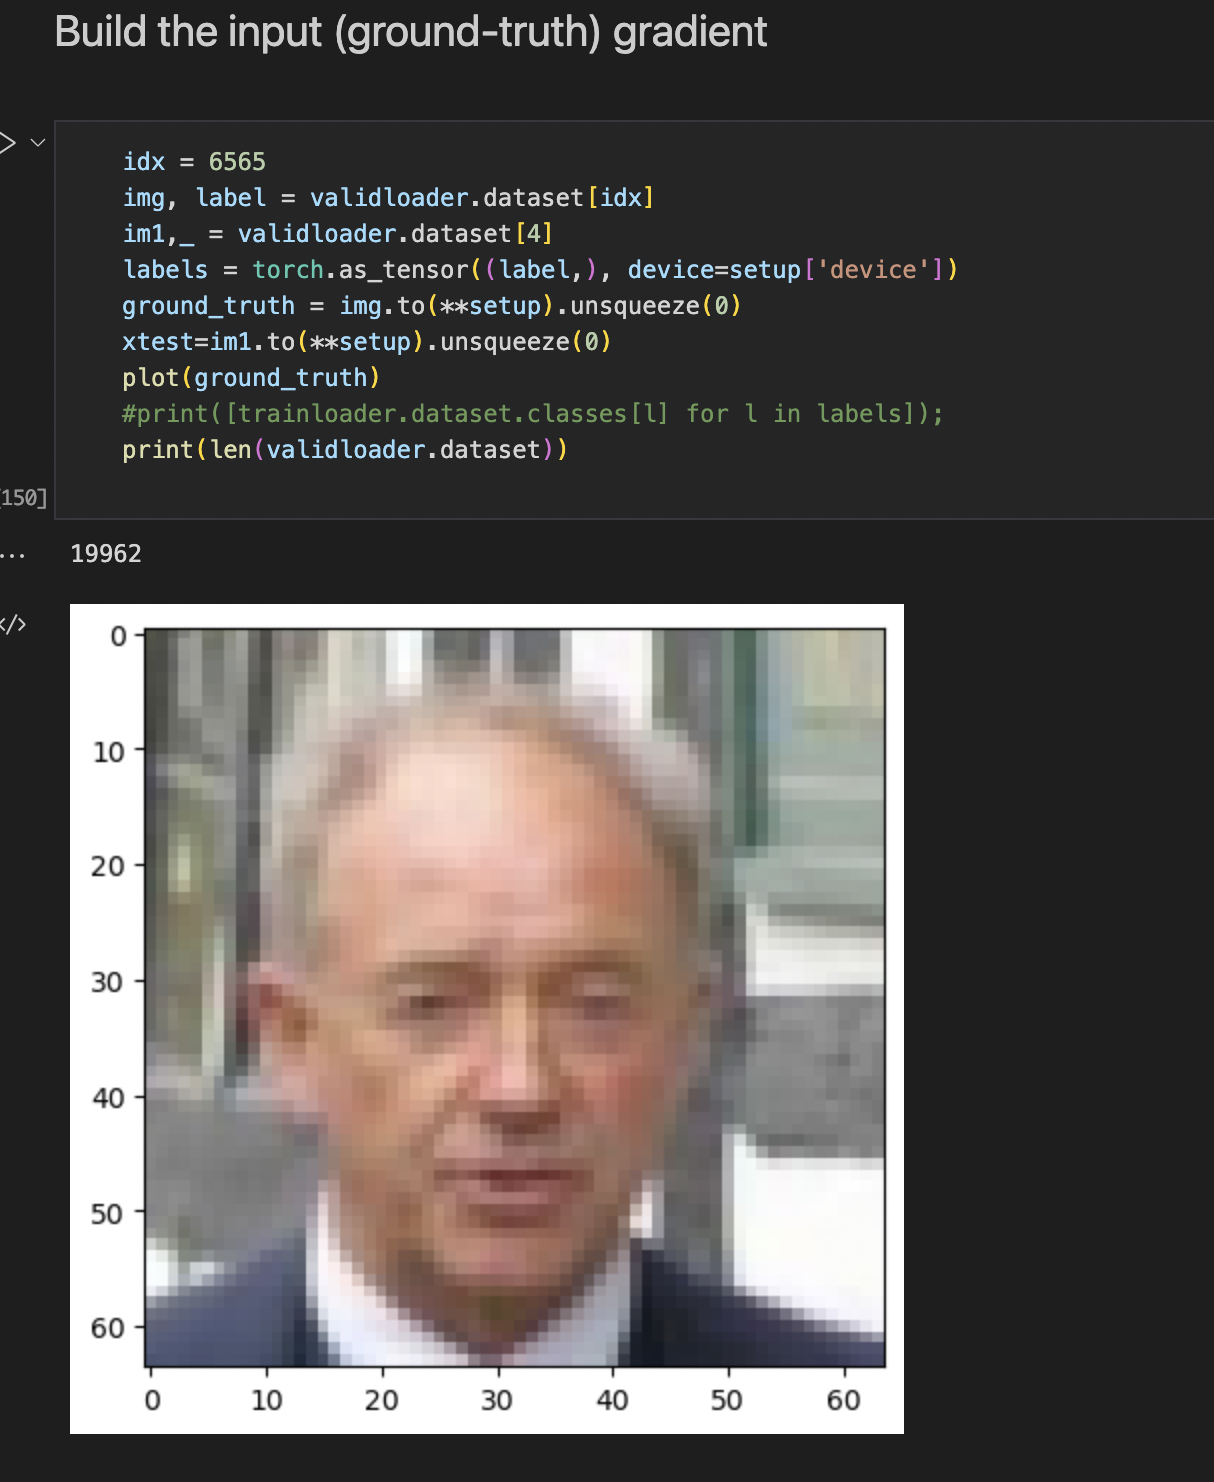 Build the input (ground-truth) gradient
idx = 6565
img, label = validloader.dataset[idx]
im1,_ = validloader.dataset[4]
labels = torch.as_tensor((label,), device=setup['device'])
ground_truth = img.to(**setup).unsqueeze(0)
xtest=im1.to(**setup).unsqueeze(0)
plot(ground_truth)
#print([trainloader.dataset.classes[l] for l in labels]);
print(len(validloader.dataset))
150]
... 19962
</>
0
10
20
30
40
50
60
0 10 20 30 40 50 60